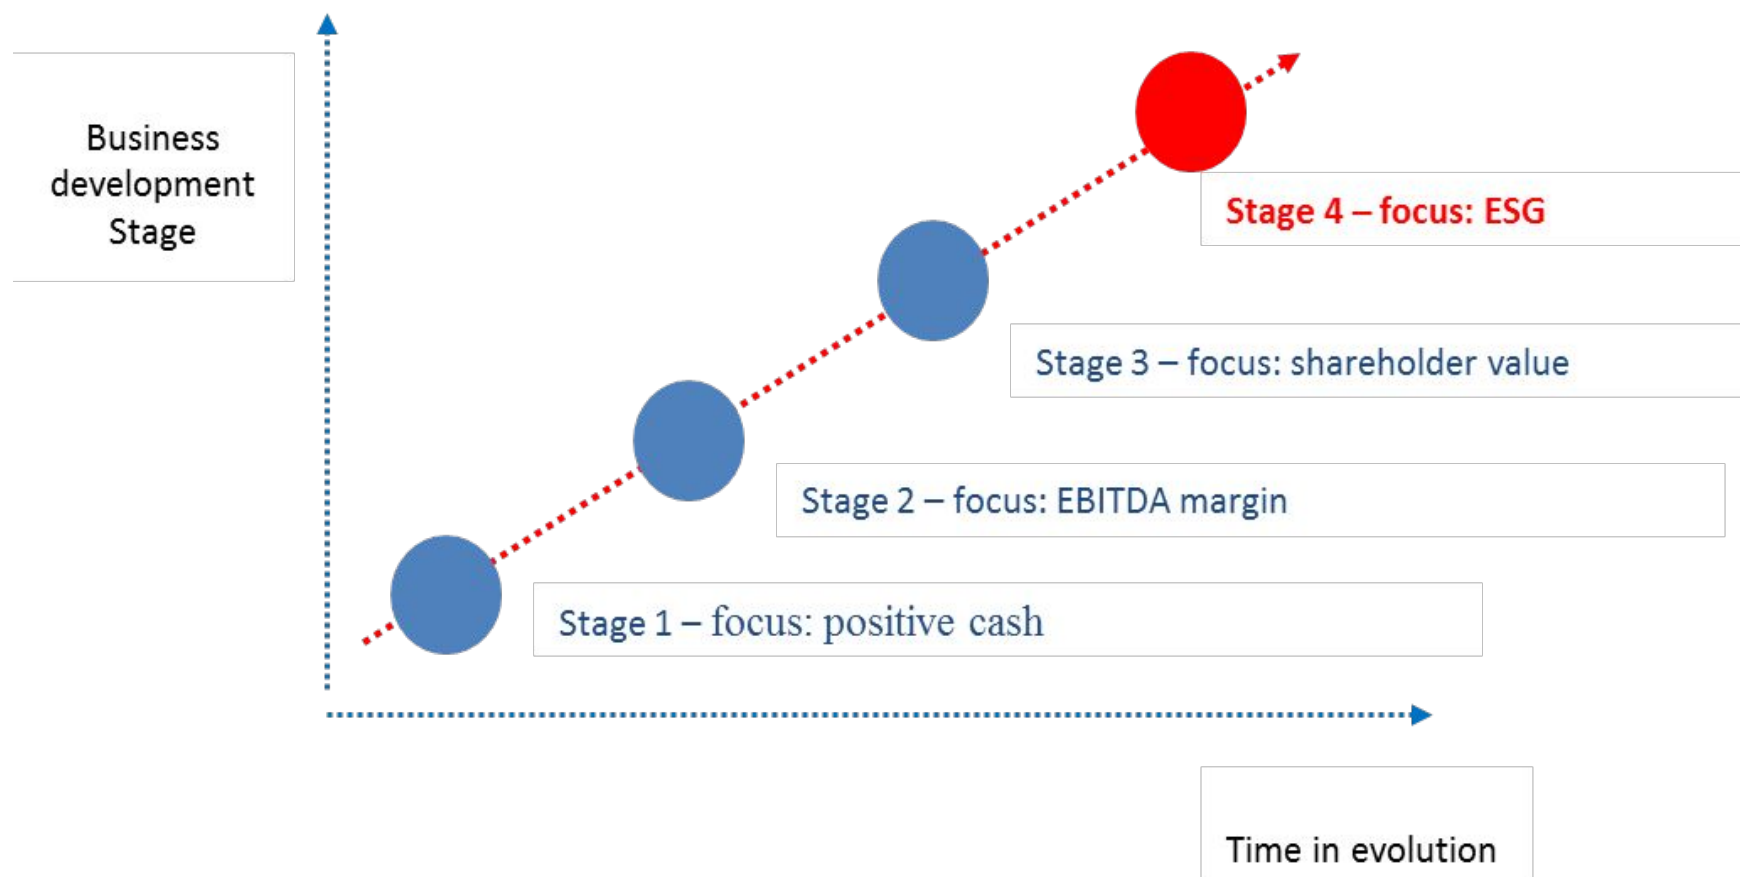 Business
development
Stage
Stage 4 – focus: ESG
Stage 3 – focus: shareholder value
Stage 2 – focus: EBITDA margin
Stage 1 – focus: positive cash
Time in evolution